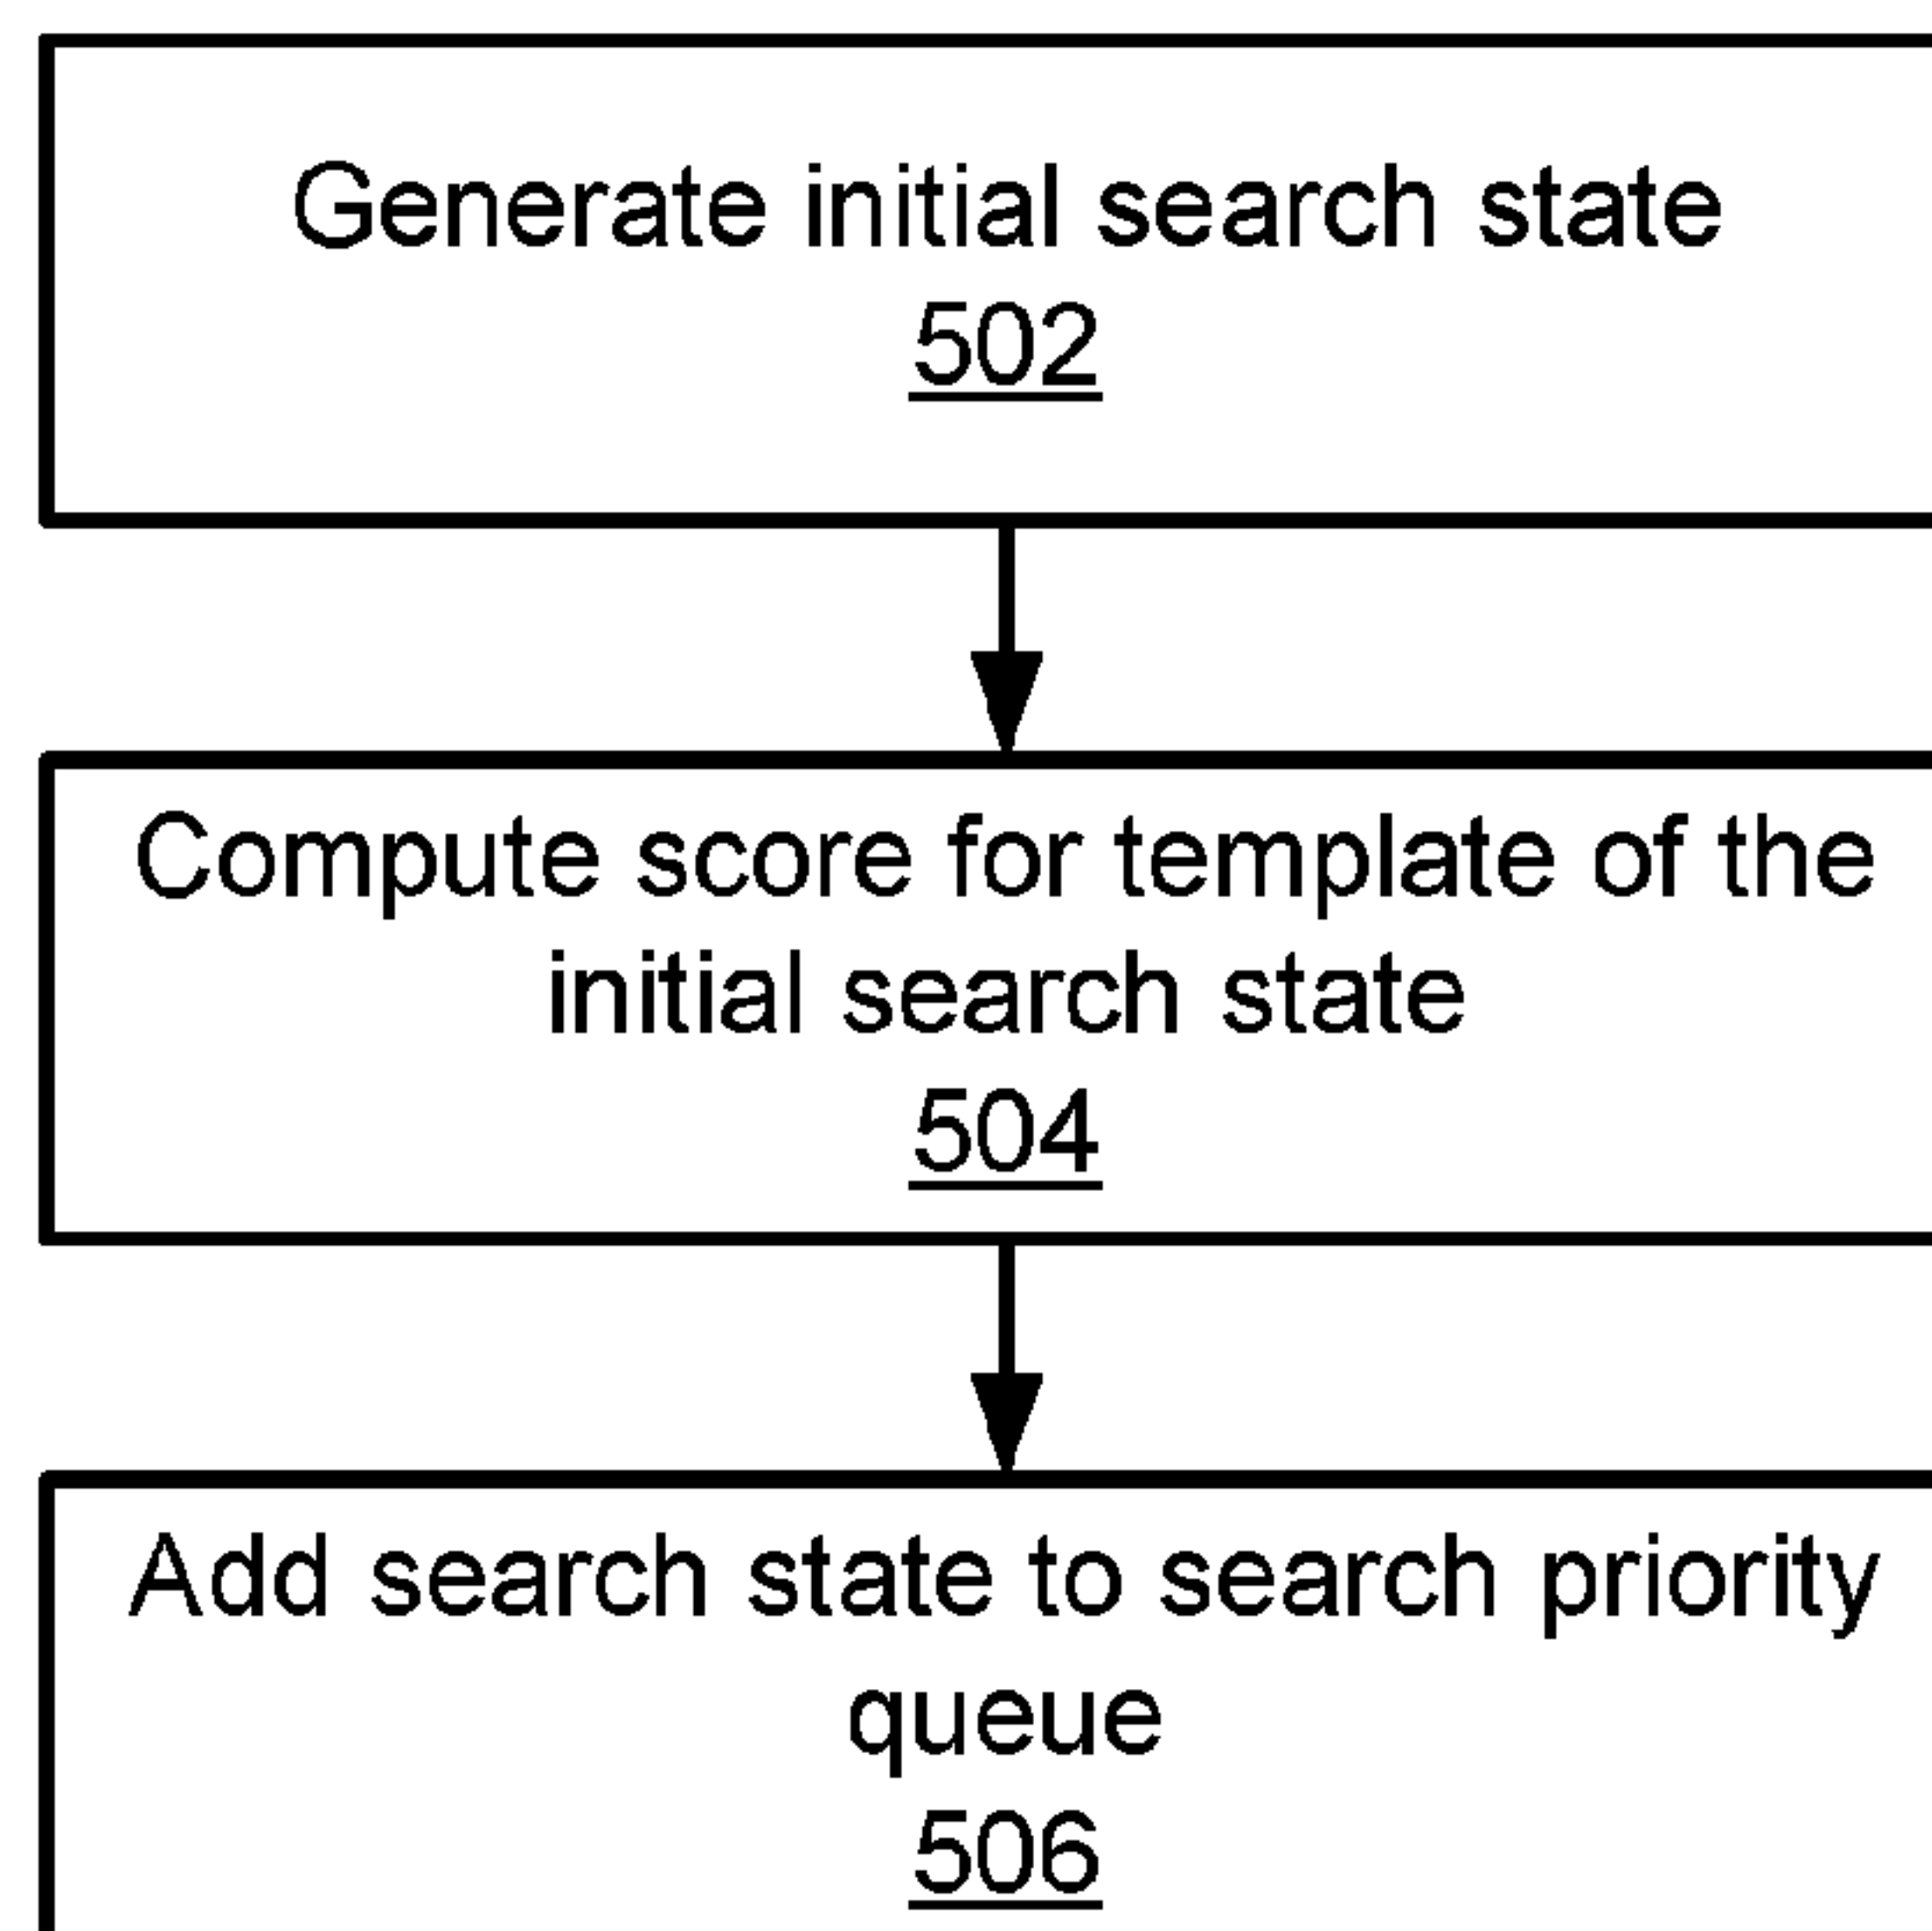 Generate initial search state
502
Compute score for template of the
initial search state
504
Add search state to search priority
queue
506